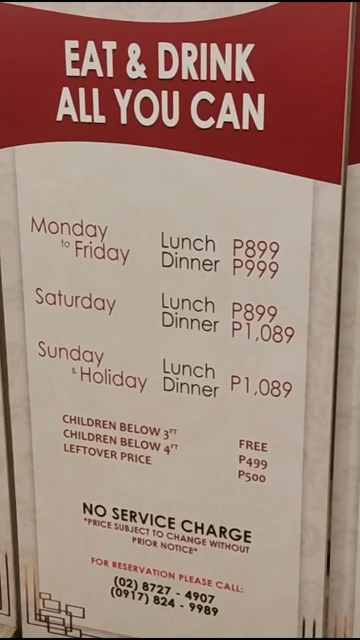 EAT & DRINK
ALL YOU CAN
Monday
to Friday
Lunch P899
Dinner P999
Saturday
Lunch P899
Dinner P1,089
Sunday
& Holiday
Lunch
Dinner P1,089
CHILDREN BELOW 3FT FREE
CHILDREN BELOW 4FT P499
LEFTOVER PRICE P500
NO SERVICE CHARGE
*PRICE SUBJECT TO CHANGE WITHOUT
PRIOR NOTICE*
FOR RESERVATION PLEASE CALL:
(02) 8727 - 4907
(0917) 824 - 9989